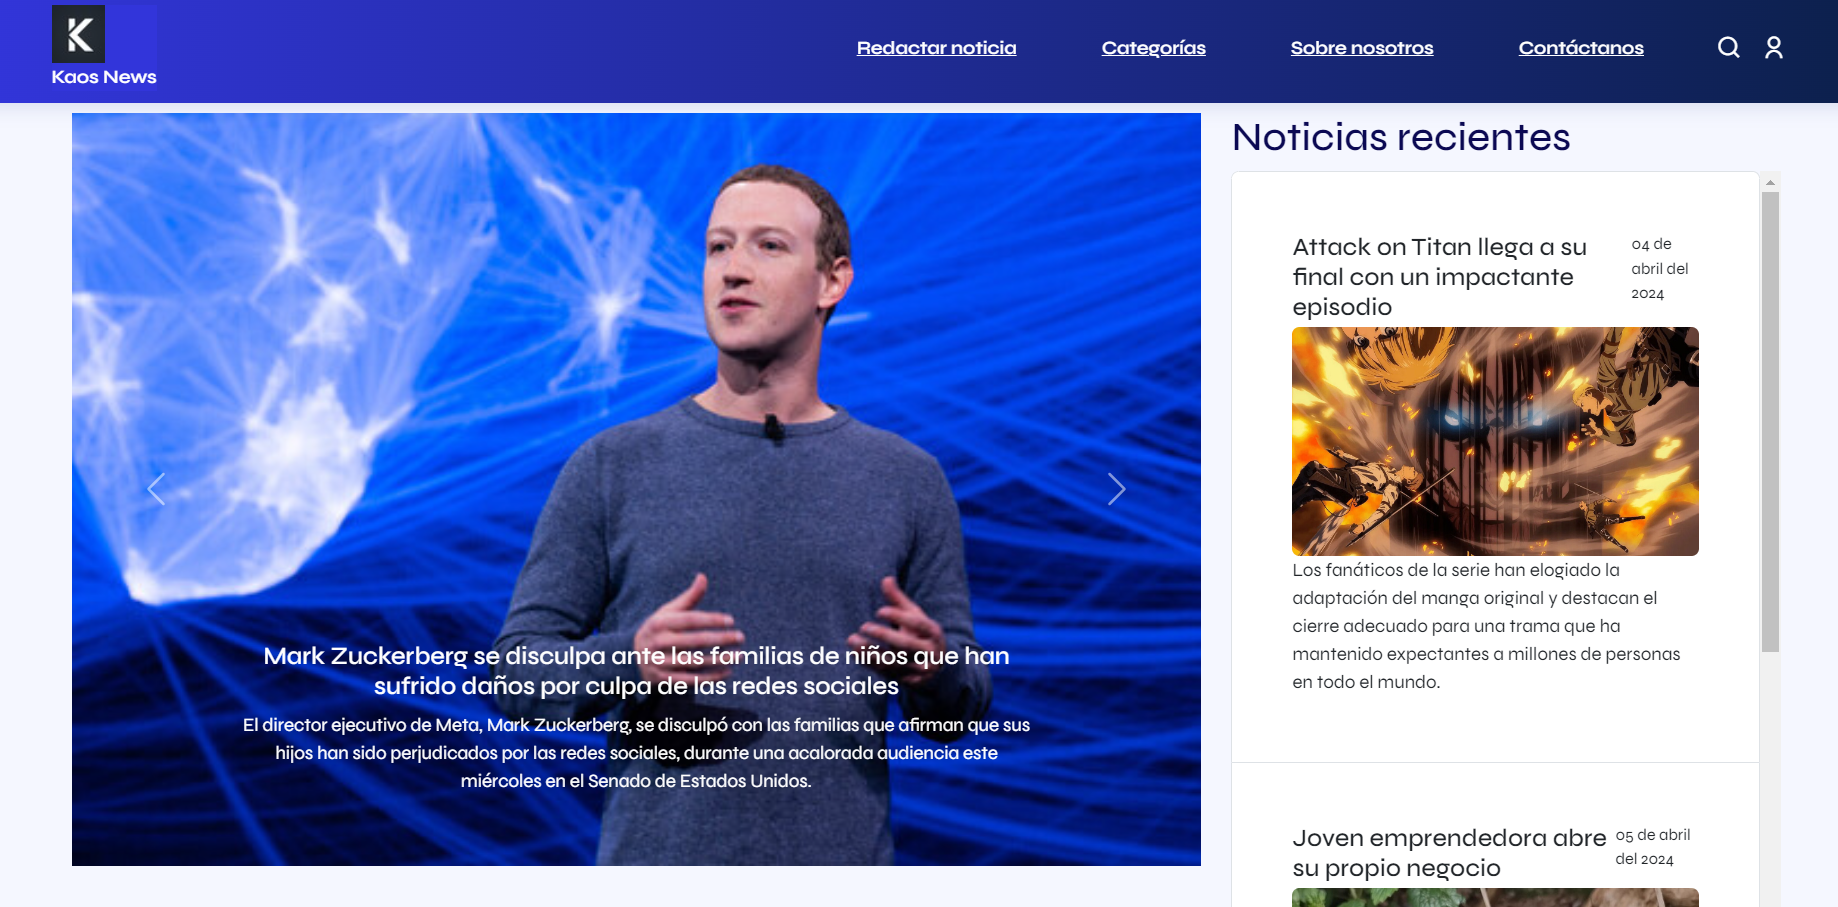 K
Kaos News
Redactar noticia
Categorías
Sobre nosotros
Contáctanos
Mark Zuckerberg se disculpa ante las familias de niños que han
sufrido daños por culpa de las redes sociales
El director ejecutivo de Meta, Mark Zuckerberg, se disculpó con las familias que afirman que sus
hijos han sido perjudicados por las redes sociales, durante una acalorada audiencia este
miércoles en el Senado de Estados Unidos.
Noticias recientes
Attack on Titan llega a su
final con un impactante
episodio
04 de
abril del
2024
Los fanáticos de la serie han elogiado la
adaptación del manga original y destacan el
cierre adecuado para una trama que ha
mantenido expectantes a millones de personas
en todo el mundo.
Joven emprendedora abre
su propio negocio
05 de abril
del 2024